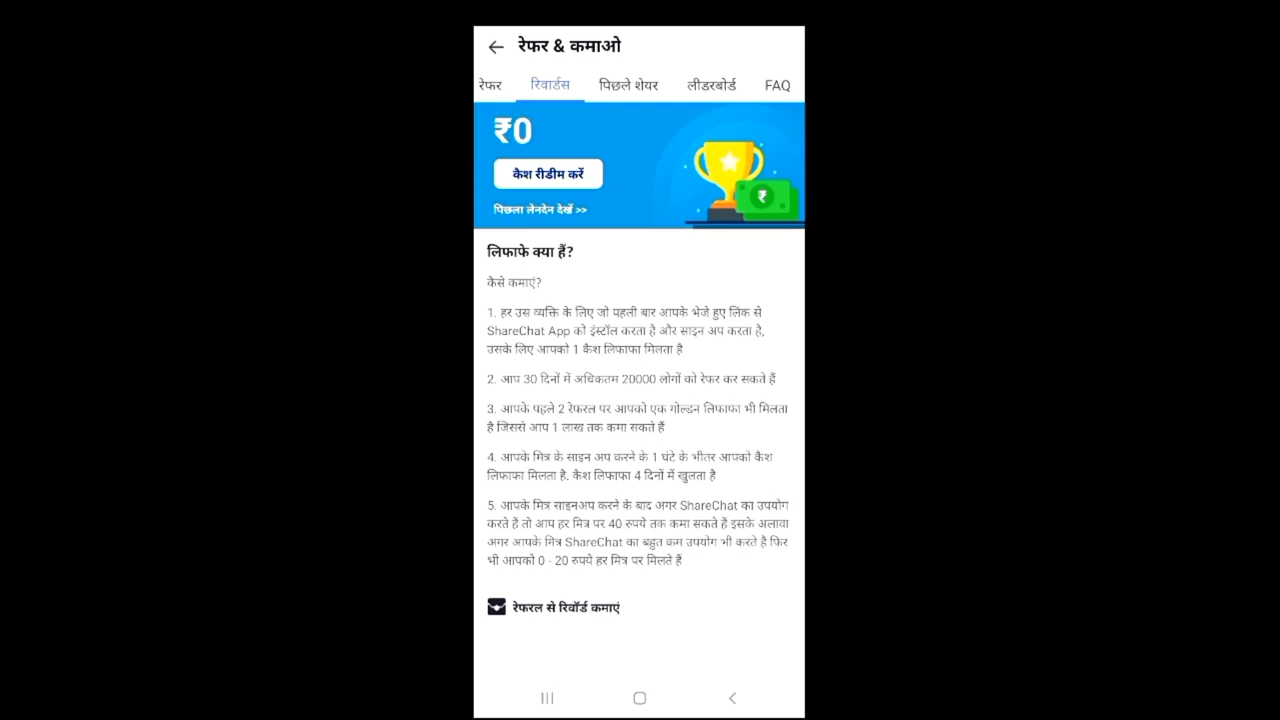 रेफर & कमाओ
रेफर रिवार्डस पिछले शेयर लीडरबोर्ड FAQ
₹0
कैश रीडीम करें
पिछला लेनदेन देखें >>
₹
लिफाफे क्या हैं?
कैसे कमाएं?
1. हर उस व्यक्ति के लिए जो पहली बार आपके भेजे हुए लिंक से
ShareChat App को इंस्टॉल करता है और साइन अप करता है,
उसके लिए आपको 1 कैश लिफाफा मिलता है
2. आप 30 दिनों में अधिकतम 20000 लोगों को रेफर कर सकते हैं
3. आपके पहले 2 रेफरल पर आपको एक गोल्डन लिफाफा भी मिलता
है जिससे आप 1 लाख तक कमा सकते हैं
4. आपके मित्र के साइन अप करने के 1 घंटे के भीतर आपको कैश
लिफाफा मिलता है. कैश लिफाफा 4 दिनों में खुलता है
5. आपके मित्र साइनअप करने के बाद अगर ShareChat का उपयोग
करते हैं तो आप हर मित्र पर 40 रुपये तक कमा सकते हैं इसके अलावा
अगर आपके मित्र ShareChat का बहुत कम उपयोग भी करते है फिर
भी आपको 0 - 20 रुपये हर मित्र पर मिलते हैं
रेफरल से रिवॉर्ड कमाएं